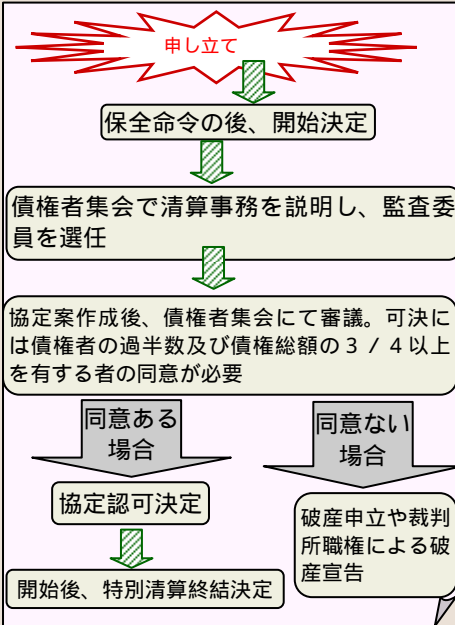 申し立て
保全命令の後、開始決定
債権者集会で清算事務を説明し、監査委
員を選任
協定案作成後、債権者集会にて審議。可決に
は債権者の過半数及び債権総額の３／４以上
を有する者の同意が必要
同意ある
場合
同意ない
場合
協定認可決定
破産申立や裁判
所職権による破
産宣告
開始後、特別清算終結決定